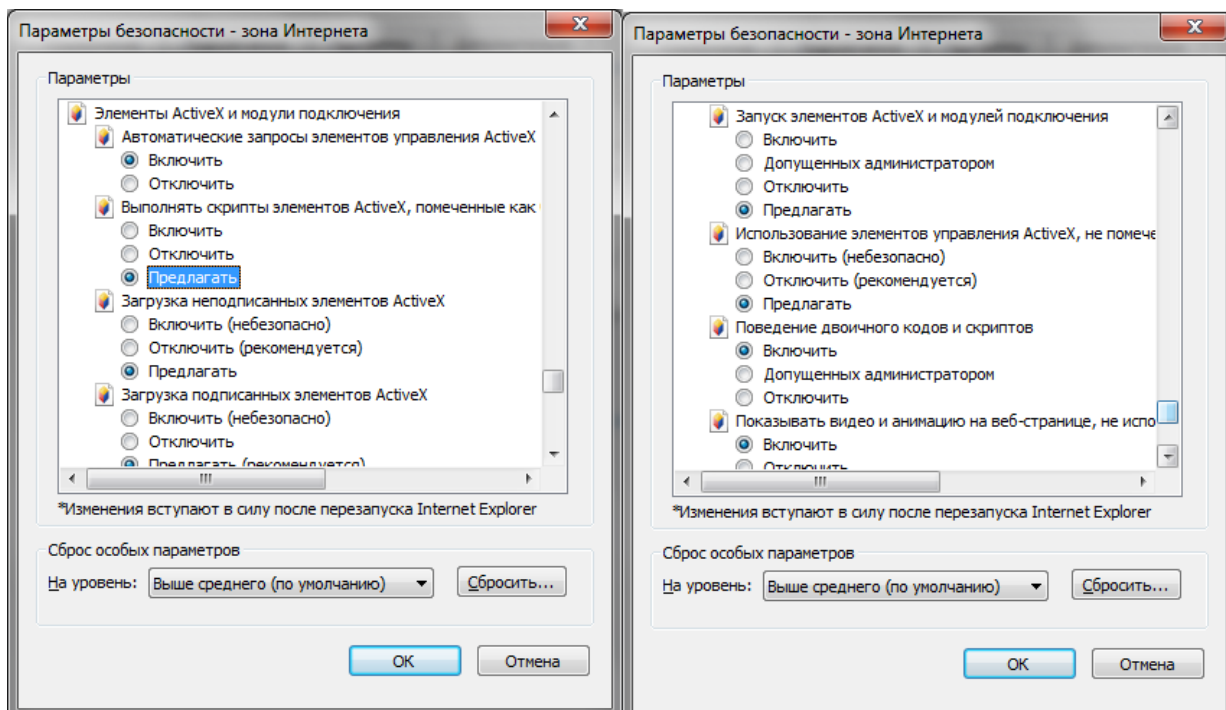 Параметры безопасности - зона Интернета
Параметры
Элементы ActiveX и модули подключения
Автоматические запросы элементов управления ActiveX
Включить
Отключить
Выполнять скрипты элементов ActiveX, помеченные как
Включить
Отключить
Предлагать
Загрузка неподписанных элементов ActiveX
Включить (небезопасно)
Отключить (рекомендуется)
Предлагать
Загрузка подписанных элементов ActiveX
Включить (небезопасно)
Отключить
Предлагать (рекомендуется)
*Изменения вступают в силу после перезапуска Internet Explorer
Сброс особых параметров
На уровень: Выше среднего (по умолчанию) Сбросить...
OK Отмена
Параметры безопасности - зона Интернета
Параметры
Запуск элементов ActiveX и модулей подключения
Включить
Допущенных администратором
Отключить
Предлагать
Использование элементов управления ActiveX, не помече
Включить (небезопасно)
Отключить (рекомендуется)
Предлагать
Поведение двоичного кодов и скриптов
Включить
Допущенных администратором
Отключить
Показывать видео и анимацию на веб-странице, не испо
Включить
Отключить
*Изменения вступают в силу после перезапуска Internet Explorer
Сброс особых параметров
На уровень: Выше среднего (по умолчанию) Сбросить...
OK Отмена